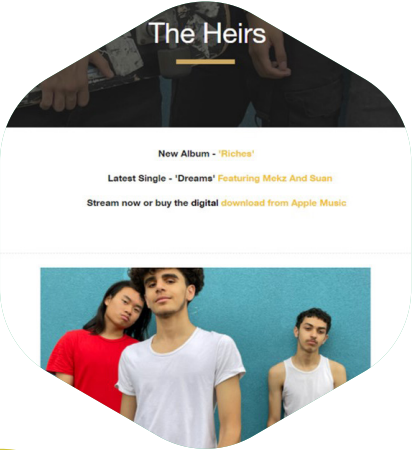 The Heirs
New Album - 'Riches'
Latest Single - 'Dreams' Featuring Mekz And Suan
Stream now or buy the digital download from Apple Music